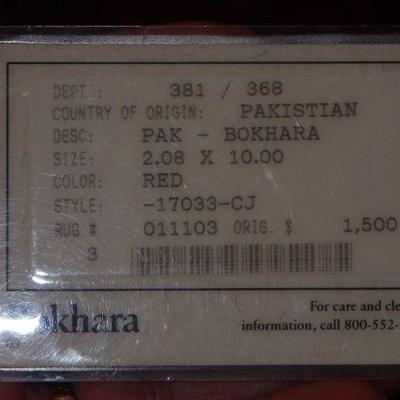 DEPT : 381 / 368
COUNTRY OF ORIGIN: PAKISTIAN
DESC: PAK - BOKHARA
SIZE: 2.08 X 10.00
COLOR: RED
STYLE: -17033-CJ
RUG # 011103 ORIG. $ 1,500
3
okhara
For care and cle
information, call 800-552-